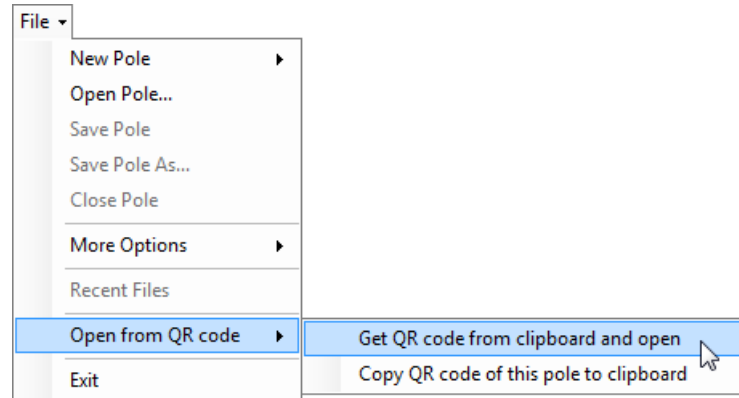 File
New Pole
Open Pole...
Save Pole
Save Pole As...
Close Pole
More Options
Recent Files
Open from QR code
Get QR code from clipboard and open
Copy QR code of this pole to clipboard
Exit